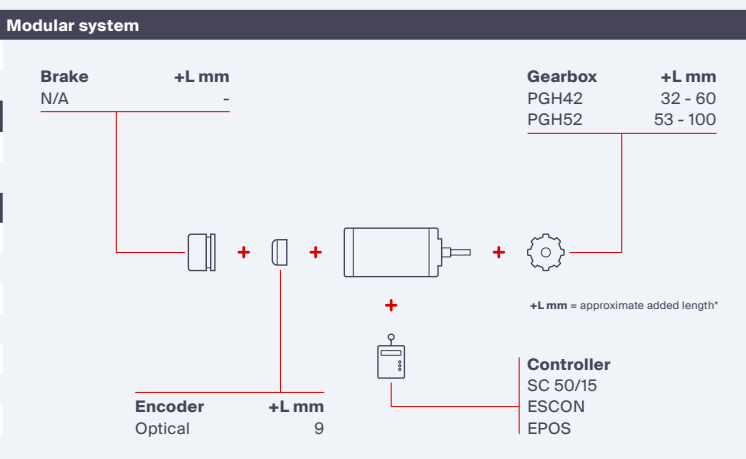 Modular system
Brake +L mm
N/A -
Gearbox +L mm
PGH42 32 - 60
PGH52 53 - 100
+L mm = approximate added length*
Encoder +L mm
Optical 9
Controller
SC 50/15
ESCON
EPOS